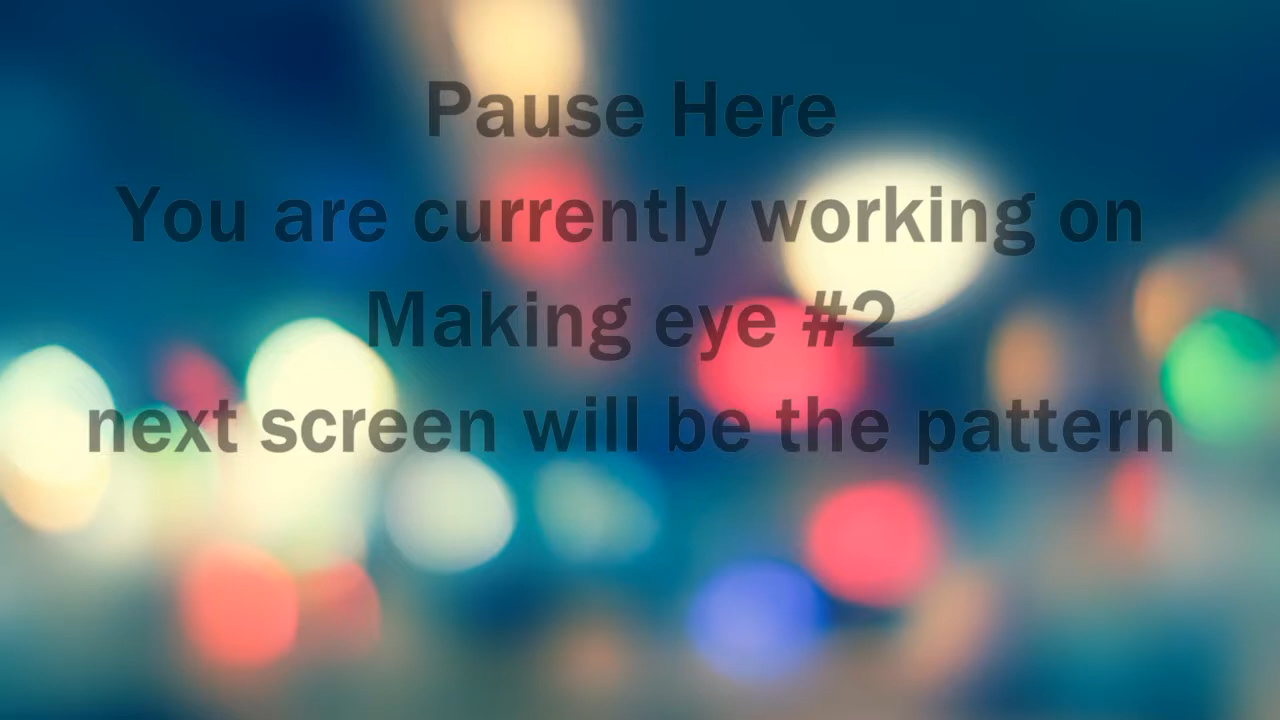 Pause Here
You are currently working on
Making eye #2
next screen will be the pattern